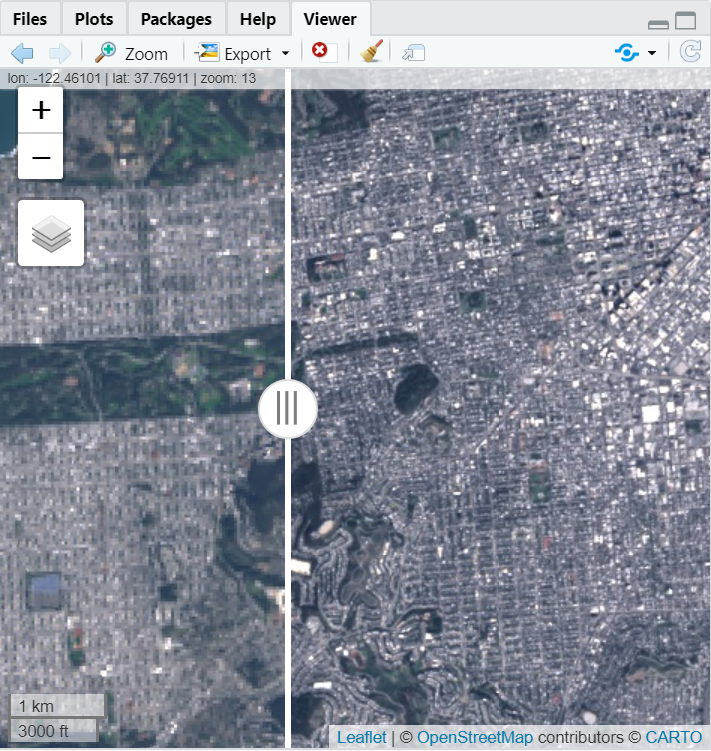 Files Plots Packages Help Viewer
Zoom Export
lon: -122.46101 | lat: 37.76911 | zoom: 13
+
−
1 km
3000 ft
Leaflet | © OpenStreetMap contributors © CARTO